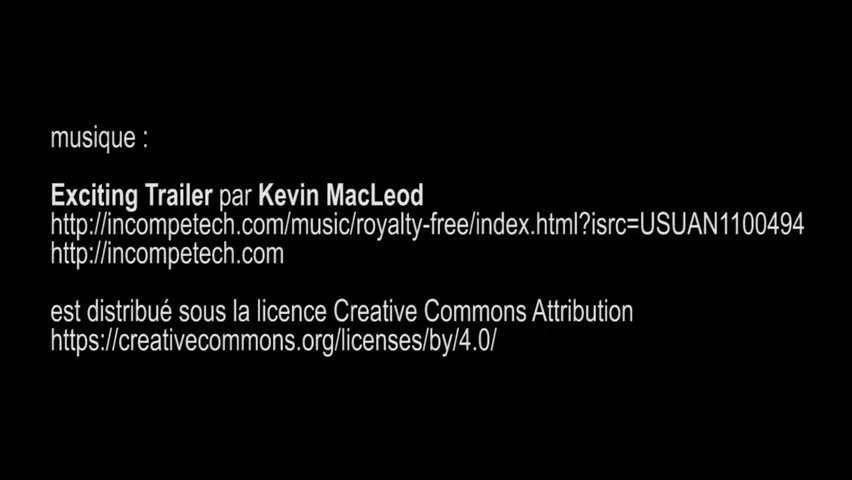 musique :
Exciting Trailer par Kevin MacLeod
http://incompetech.com/music/royalty-free/index.html?isrc=USUAN1100494
http://incompetech.com
est distribué sous la licence Creative Commons Attribution
https://creativecommons.org/licenses/by/4.0/